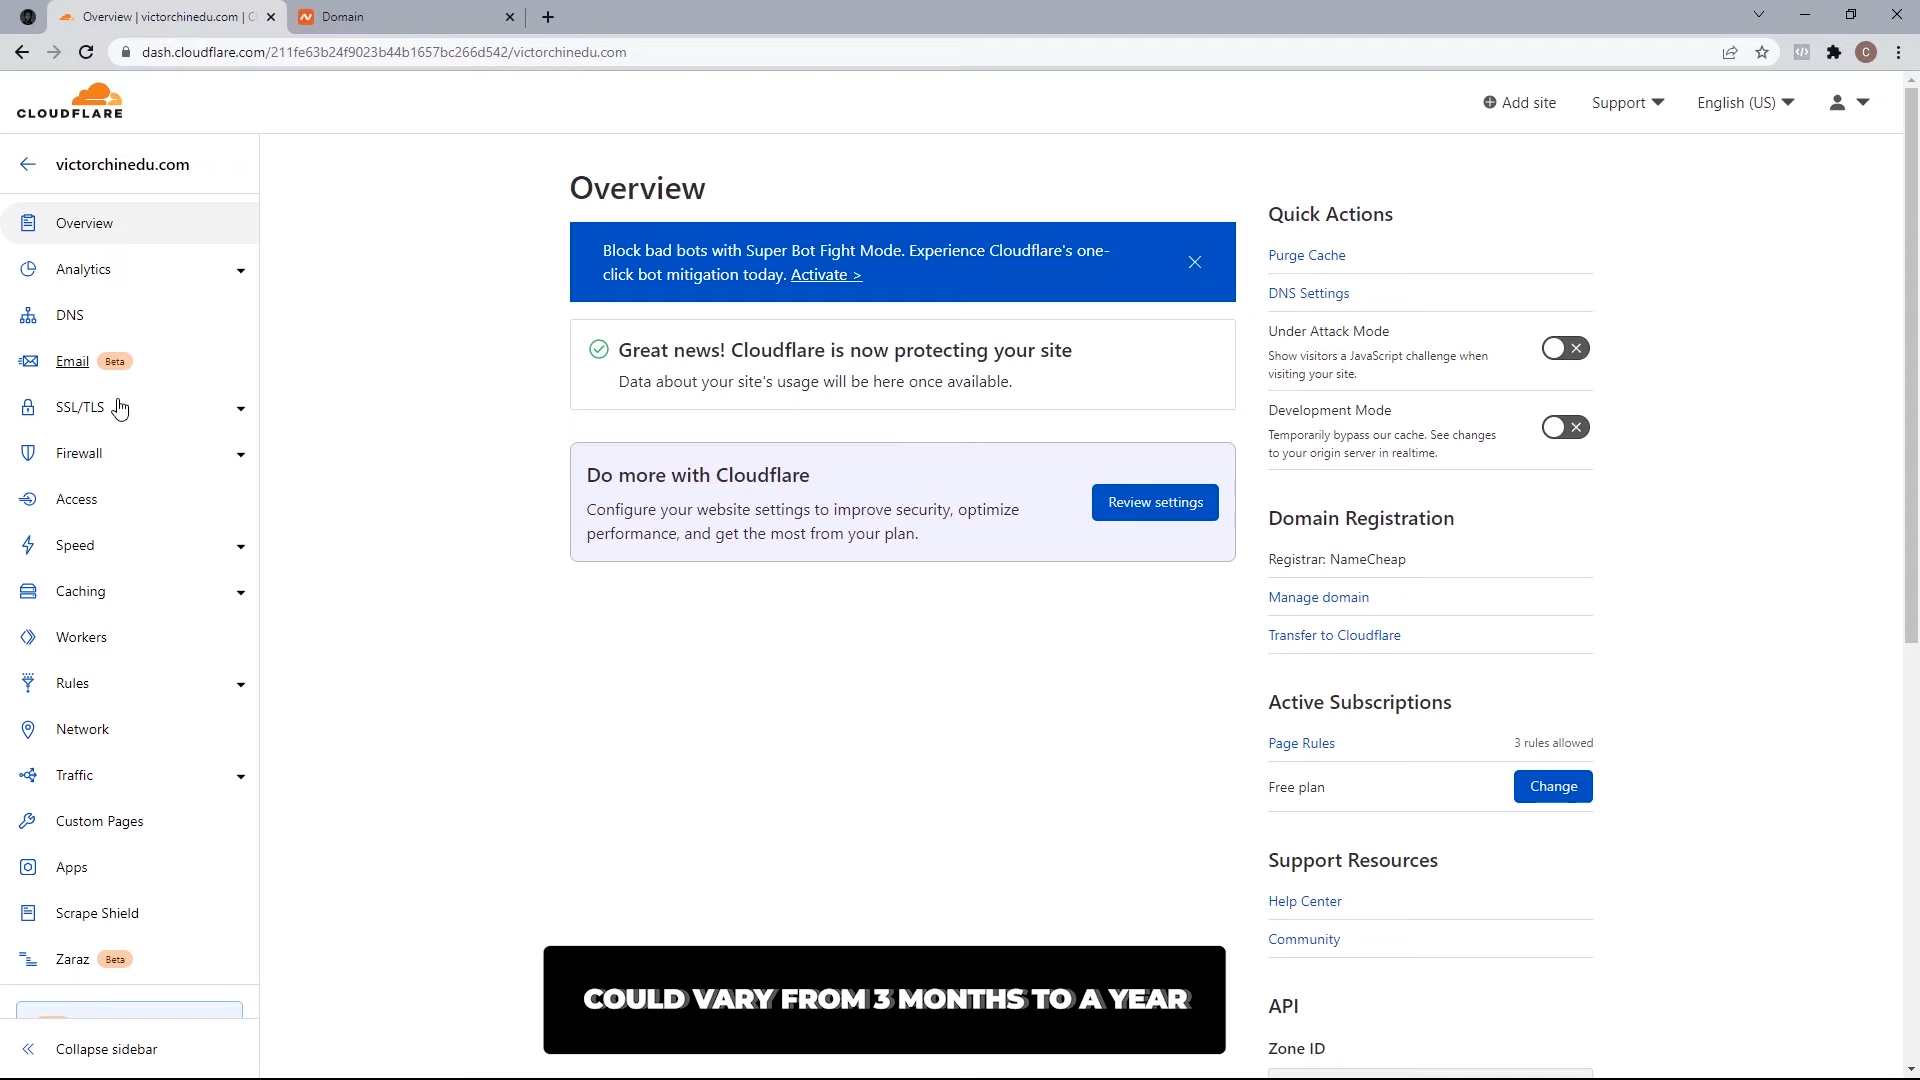 Overview | victorchinedu.com | C
Domain
dash.cloudflare.com/211fe63b24f9023b44b1657bc266d542/victorchinedu.com
C
CLOUDFLARE
Add site
Support
English (US)
victorchinedu.com
Overview
Analytics
DNS
Email Beta
SSL/TLS
Firewall
Access
Speed
Caching
Workers
Rules
Network
Traffic
Custom Pages
Apps
Scrape Shield
Zaraz Beta
Collapse sidebar
Overview
Block bad bots with Super Bot Fight Mode. Experience Cloudflare's one-
click bot mitigation today. Activate >
Great news! Cloudflare is now protecting your site
Data about your site's usage will be here once available.
Do more with Cloudflare
Configure your website settings to improve security, optimize
performance, and get the most from your plan.
Review settings
Quick Actions
Purge Cache
DNS Settings
Under Attack Mode
Show visitors a JavaScript challenge when
visiting your site.
Development Mode
Temporarily bypass our cache. See changes
to your origin server in realtime.
Domain Registration
Registrar: NameCheap
Manage domain
Transfer to Cloudflare
Active Subscriptions
Page Rules 3 rules allowed
Free plan Change
Support Resources
Help Center
Community
API
Zone ID
COULD VARY FROM 3 MONTHS TO A YEAR